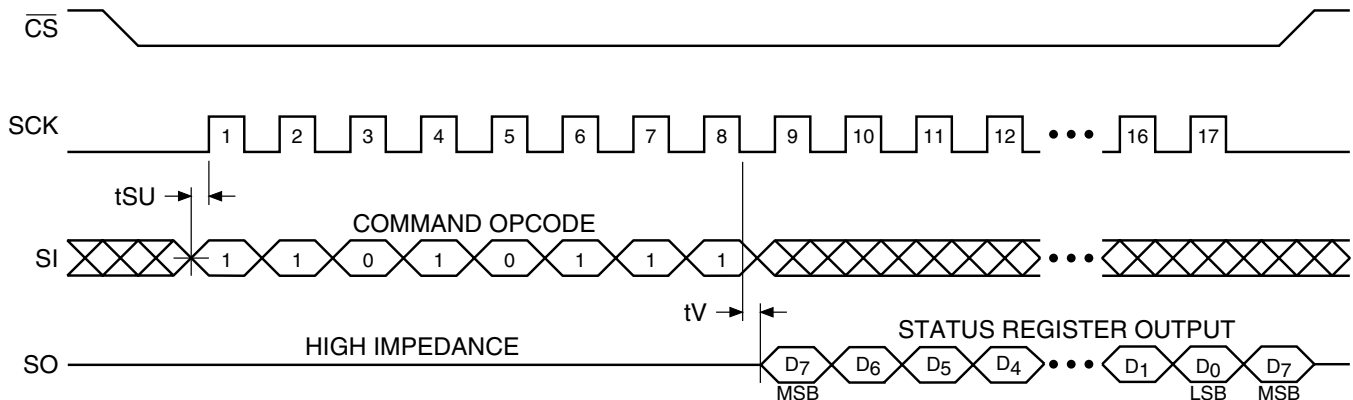 CS
SCK
1 2 3 4 5 6 7 8 9 10 11 12 ••• 16 17
tSU
COMMAND OPCODE
SI
1 1 0 1 0 1 1 1 •••
tV
STATUS REGISTER OUTPUT
HIGH IMPEDANCE
SO
D7 D6 D5 D4 ••• D1 D0 D7
MSB LSB MSB